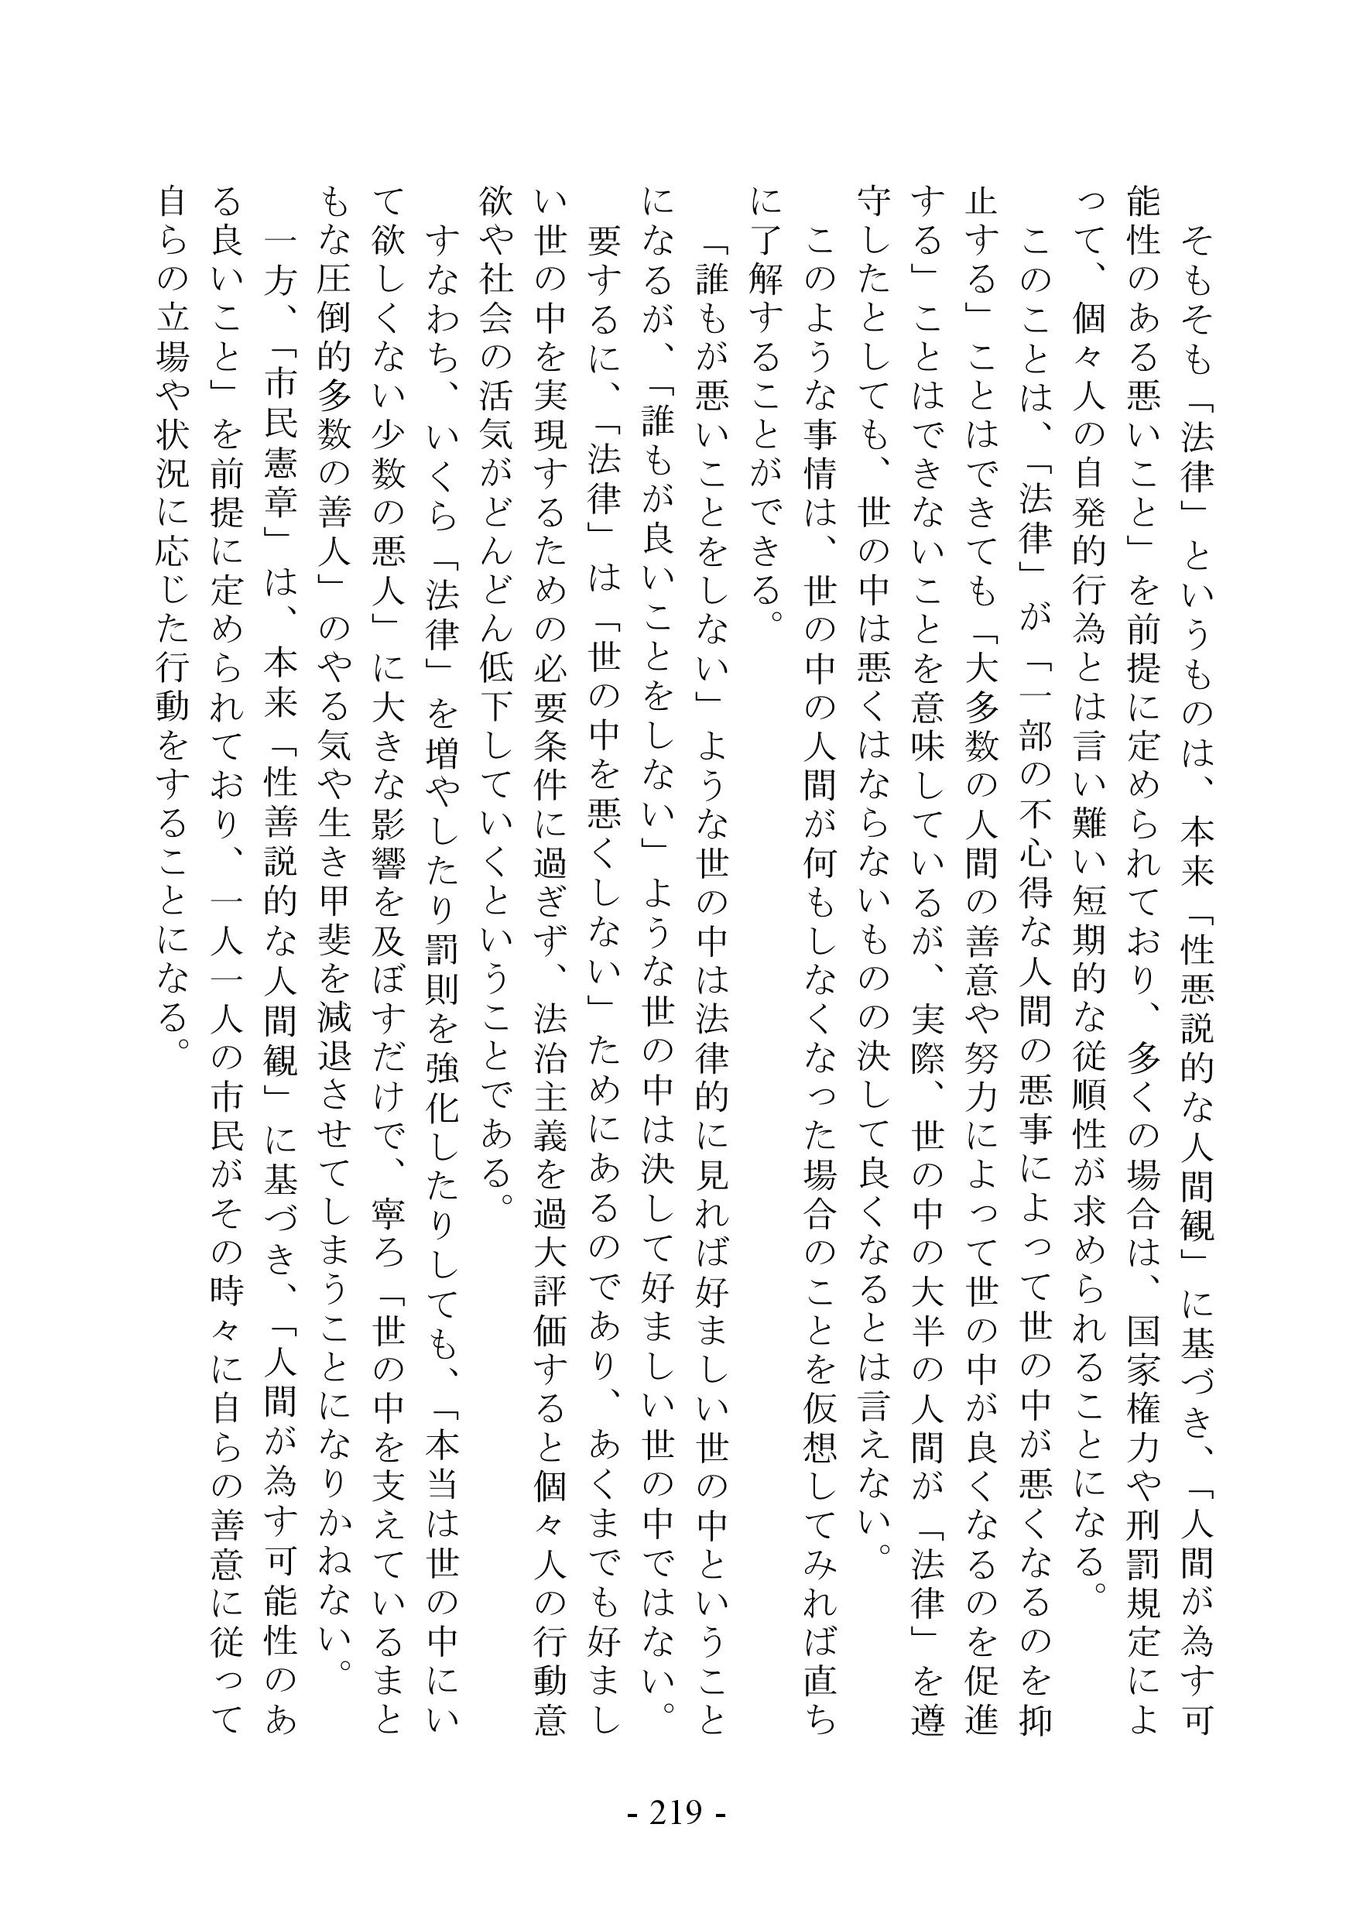 そもそも「法律」というものは、本来「性悪説的な人間観」に基づき、「人間が為す可
能性のある悪いこと」を前提に定められており、多くの場合は、国家権力や刑罰規定によ
って、個々人の自発的行為とは言い難い短期的な従順性が求められることになる。
このことは、「法律」が「一部の不心得な人間の悪事によって世の中が悪くなるのを抑
止する」ことはできても「大多数の人間の善意や努力によって世の中が良くなるのを促進
する」ことはできないことを意味しているが、実際、世の中の大半の人間が「法律」を遵
守したとしても、世の中は悪くはならないものの決して良くなるとは言えない。
このような事情は、世の中の人間が何もしなくなった場合のことを仮想してみれば直ち
に了解することができる。
「誰もが悪いことをしない」ような世の中は法律的に見れば好ましい世の中ということ
になるが、「誰もが良いことをしない」ような世の中は決して好ましい世の中ではない。
要するに、「法律」は「世の中を悪くしない」ためにあるのであり、あくまでも好まし
い世の中を実現するための必要条件に過ぎず、法治主義を過大評価すると個々人の行動意
欲や社会の活気がどんどん低下していくということである。
すなわち、いくら「法律」を増やしたり罰則を強化したりしても、「本当は世の中にい
て欲しくない少数の悪人」に大きな影響を及ぼすだけで、寧ろ「世の中を支えているまと
もな圧倒的多数の善人」のやる気や生き甲斐を減退させてしまうことになりかねない。
一方、「市民憲章」は、本来「性善説的な人間観」に基づき、「人間が為す可能性のあ
る良いこと」を前提に定められており、一人一人の市民がその時々に自らの善意に従って
自らの立場や状況に応じた行動をすることになる。
- 219 -